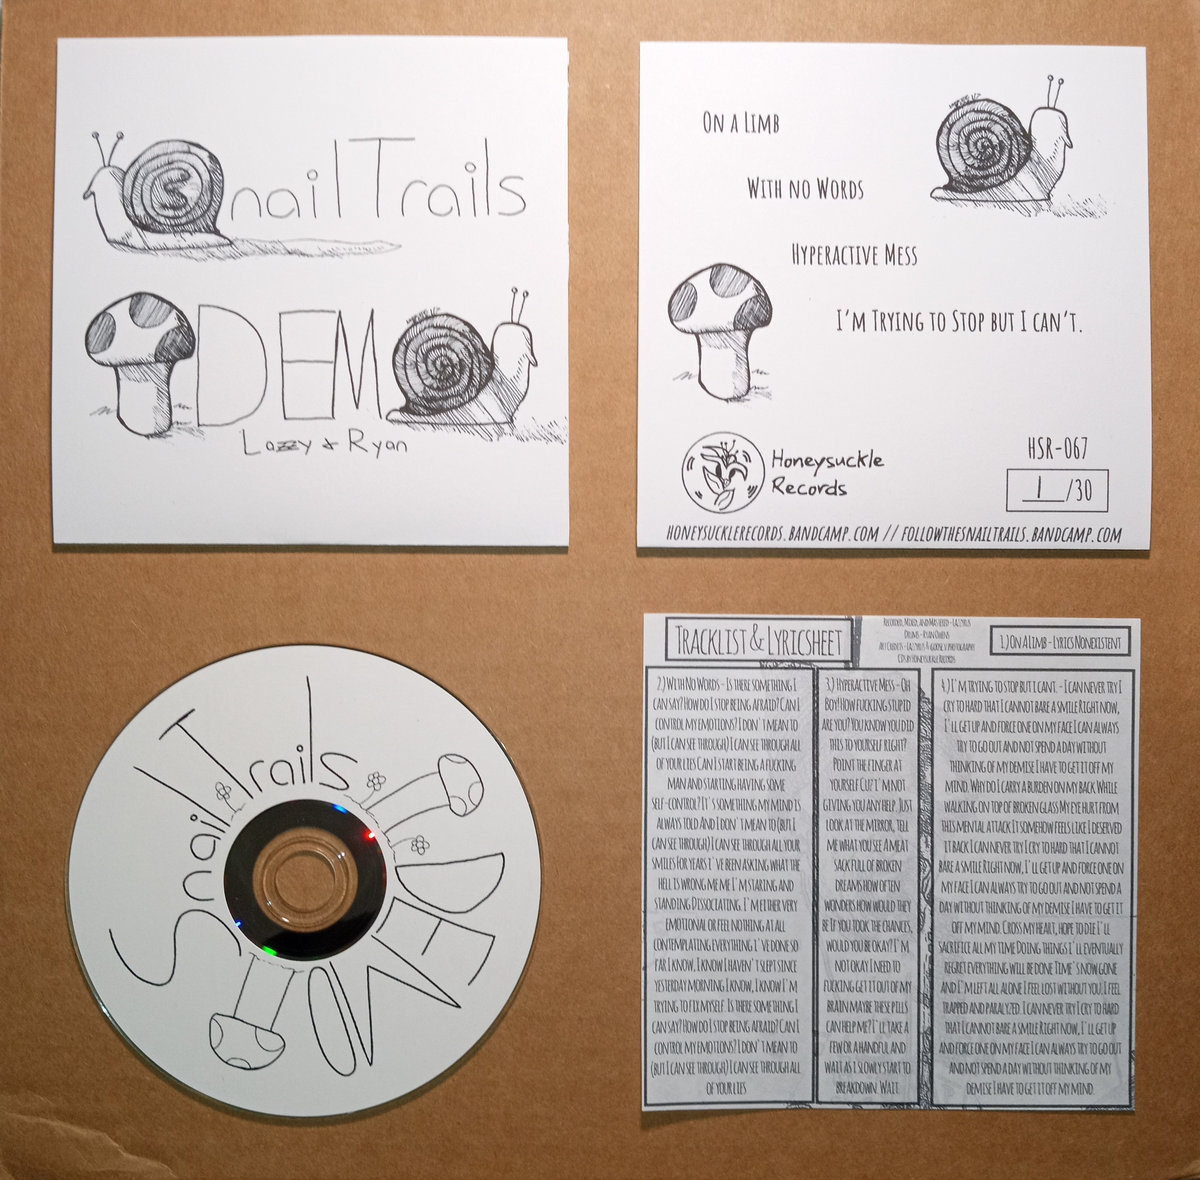 Snail Trails
DEMO
Lazzy & Ryan
ON A LIMB
WITH NO WORDS
HYPERACTIVE MESS
I'M TRYING TO STOP BUT I CAN'T.
Honeysuckle
Records
HSR-067
1/30
HONEYSUCKLERECORDS.BANDCAMP.COM // FOLLOWTHESNAILTRAILS.BANDCAMP.COM
Snail Trails
DEMO
TRACKLIST & LYRICSHEET
RECORDED, MIXED, AND MASTERED - LAZZYRUS
DRUMS - RYAN OWENS
ART CREDITS - LAZZYRUS & GOOSE.V.PHOTOGRAPHY
CDS BY HONEYSUCKLE RECORDS
1.) ON A LIMB - LYRICS NONEXISTENT
2.) WITH NO WORDS - IS THERE SOMETHING I
CAN SAY? HOW DO I STOP BEING AFRAID? CAN I
CONTROL MY EMOTIONS? I DON'T MEAN TO
(BUT I CAN SEE THROUGH) I CAN SEE THROUGH ALL
OF YOUR LIES CAN I START BEING A FUCKING
MAN AND STARTING HAVING SOME
SELF-CONTROL? IT'S SOMETHING MY MIND IS
ALWAYS TOLD AND I DON'T MEAN TO (BUT I
CAN SEE THROUGH) I CAN SEE THROUGH ALL YOUR
SMILES FOR YEARS I'VE BEEN ASKING WHAT THE
HELL IS WRONG ME ME I'M STARING AND
STANDING DISSOCIATING. I'M EITHER VERY
EMOTIONAL OR FEEL NOTHING AT ALL
CONTEMPLATING EVERYTHING I'VE DONE SO
FAR I KNOW, I KNOW I HAVEN'T SLEPT SINCE
YESTERDAY MORNING I KNOW, I KNOW I'M
TRYING TO FIX MYSELF. IS THERE SOMETHING I
CAN SAY? HOW DO I STOP BEING AFRAID? CAN I
CONTROL MY EMOTIONS? I DON'T MEAN TO
(BUT I CAN SEE THROUGH) I CAN SEE THROUGH ALL
OF YOUR LIES
3.) HYPERACTIVE MESS - OH
BOY! HOW FUCKING STUPID
ARE YOU? YOU KNOW YOU DID
THIS TO YOURSELF RIGHT?
POINT THE FINGER AT
YOURSELF CUZ I'M NOT
GIVING YOU ANY HELP. JUST
LOOK AT THE MIRROR, TELL
ME WHAT YOU SEE A MEAT
SACK FULL OF BROKEN
DREAMS HOW OFTEN
WONDERS HOW WOULD THEY
BE IF YOU TOOK THE CHANCES,
WOULD YOU BE OKAY? I'M
NOT OKAY I NEED TO
FUCKING GET IT OUT OF MY
BRAIN MAYBE THESE PILLS
CAN HELP ME? I'LL TAKE A
FEW OR A HANDFUL AND
WAIT AS I SLOWLY START TO
BREAKDOWN. WAIT.
4.) I'M TRYING TO STOP BUT I CANT. - I CAN NEVER TRY I
CRY TO HARD THAT I CANNOT BARE A SMILE RIGHT NOW,
I'LL GET UP AND FORCE ONE ON MY FACE I CAN ALWAYS
TRY TO GO OUT AND NOT SPEND A DAY WITHOUT
THINKING OF MY DEMISE I HAVE TO GET IT OFF MY
MIND. WHY DO I CARRY A BURDEN ON MY BACK WHILE
WALKING ON TOP OF BROKEN GLASS MY EYE HURT FROM
THIS MENTAL ATTACK IT SOMEHOW FEELS LIKE I DESERVED
IT BACK I CAN NEVER TRY I CRY TO HARD THAT I CANNOT
BARE A SMILE RIGHT NOW, I'LL GET UP AND FORCE ONE ON
MY FACE I CAN ALWAYS TRY TO GO OUT AND NOT SPEND A
DAY WITHOUT THINKING OF MY DEMISE I HAVE TO GET IT
OFF MY MIND. CROSS MY HEART, HOPE TO DIE I'LL
SACRIFICE ALL MY TIME DOING THINGS I'LL EVENTUALLY
REGRET EVERYTHING WILL BE DONE TIME'S NOW GONE
AND I'M LEFT ALL ALONE I FEEL LOST WITHOUT YOU. I FEEL
TRAPPED AND PARALYZED. I CAN NEVER TRY I CRY TO HARD
THAT I CANNOT BARE A SMILE RIGHT NOW, I'LL GET UP
AND FORCE ONE ON MY FACE I CAN ALWAYS TRY TO GO OUT
AND NOT SPEND A DAY WITHOUT THINKING OF MY
DEMISE I HAVE TO GET IT OFF MY MIND.